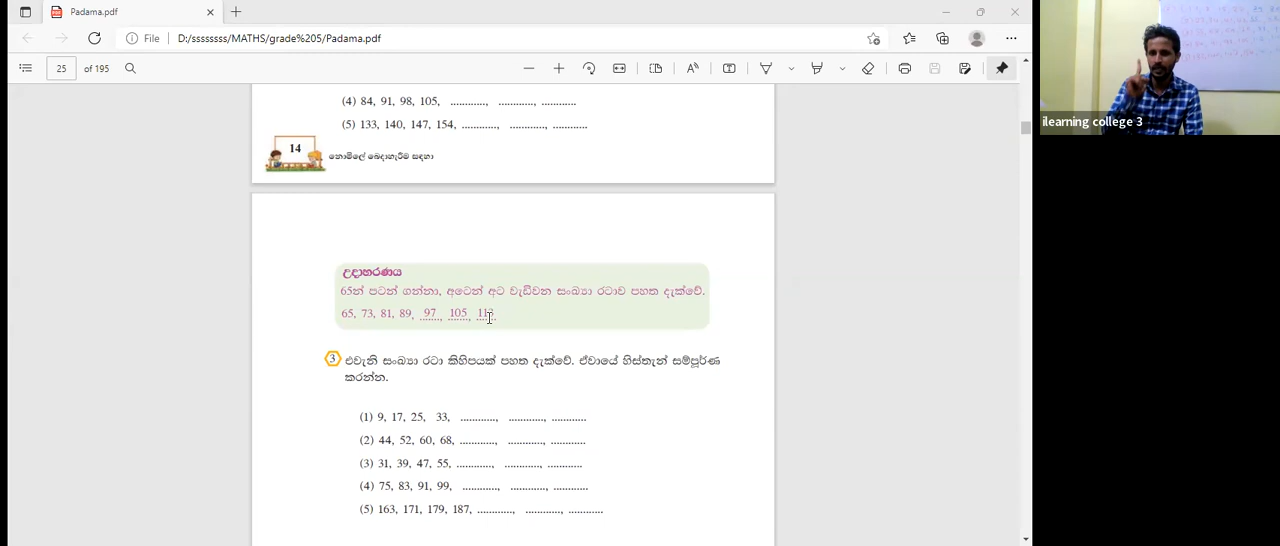 Padama.pdf
File D:/ssssssss/MATHS/grade%205/Padama.pdf
25 of 195
ilearning college 3
(4) 84, 91, 98, 105, ............, ............, ............
(5) 133, 140, 147, 154, ............, ............, ............
14
නොමිලේ බෙදාහැරීම සඳහා
උදාහරණය
65න් පටන් ගන්නා, අටෙන් අට වැඩිවන සංඛ්‍යා රටාව පහත දැක්වේ.
65, 73, 81, 89, 97, 105, 113
3 එවැනි සංඛ්‍යා රටා කිහිපයක් පහත දැක්වේ. ඒවායේ හිස්තැන් සම්පූර්ණ
කරන්න.
(1) 9, 17, 25, 33, ............, ............, ............
(2) 44, 52, 60, 68, ............, ............, ............
(3) 31, 39, 47, 55, ............, ............, ............
(4) 75, 83, 91, 99, ............, ............, ............
(5) 163, 171, 179, 187, ............, ............, ............